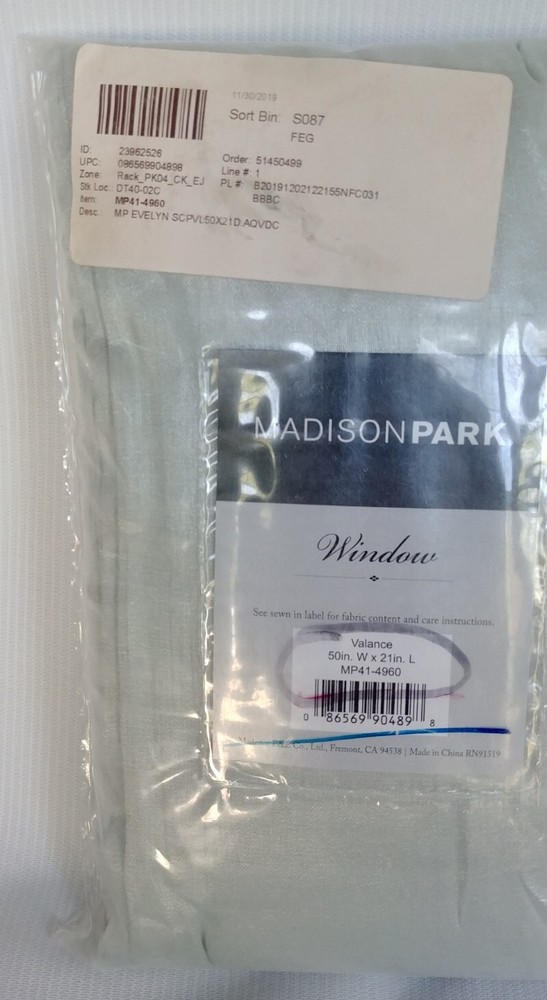 11/30/2019
Sort Bin: S087
FEG
ID: 23962526
UPC: 086569904898
Zone: Rack_PK04_CK_EJ
Stk Loc.: DT40-02C
Item: MP41-4960
Desc.: MP EVELYN SCPVL50X21D.AQVDC
Order: 51450499
Line #: 1
PL #: B20191202122155NFC031
BBBC
MADISONPARK
Window
See sewn in label for fabric content and care instructions.
Valance
50in. W x 21in. L
MP41-4960
0 86569 90489 8
Co., Ltd., Fremont, CA 94538 | Made in China RN91519